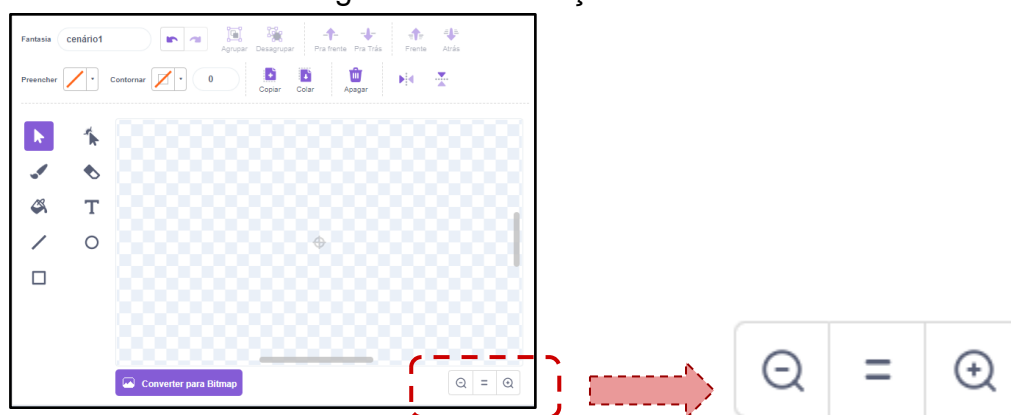 Fantasia cenário1 Agrupar Desagrupar Pra frente Pra Trás Frente Atrás
Preencher Contornar 0 Copiar Colar Apagar
T
Converter para Bitmap =
=